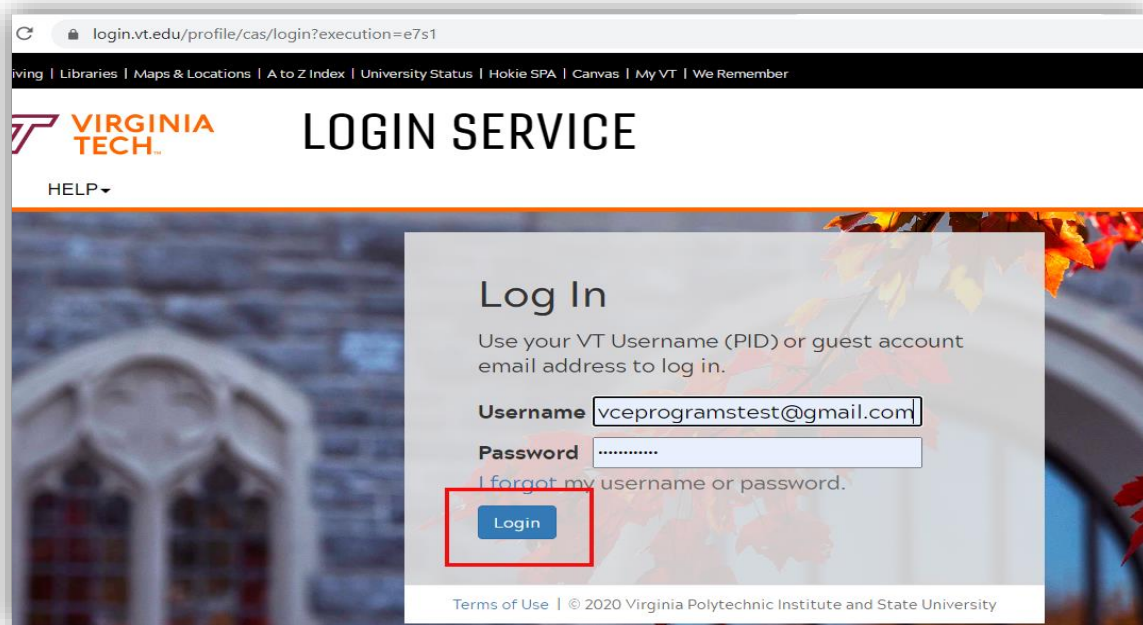 login.vt.edu/profile/cas/login?execution=e7s1
iving | Libraries | Maps & Locations | A to Z Index | University Status | Hokie SPA | Canvas | My VT | We Remember
VIRGINIA
TECH™
LOGIN SERVICE
HELP
Log In
Use your VT Username (PID) or guest account
email address to log in.
Username vceprogramstest@gmail.com
Password ············
I forgot my username or password.
Login
Terms of Use | © 2020 Virginia Polytechnic Institute and State University